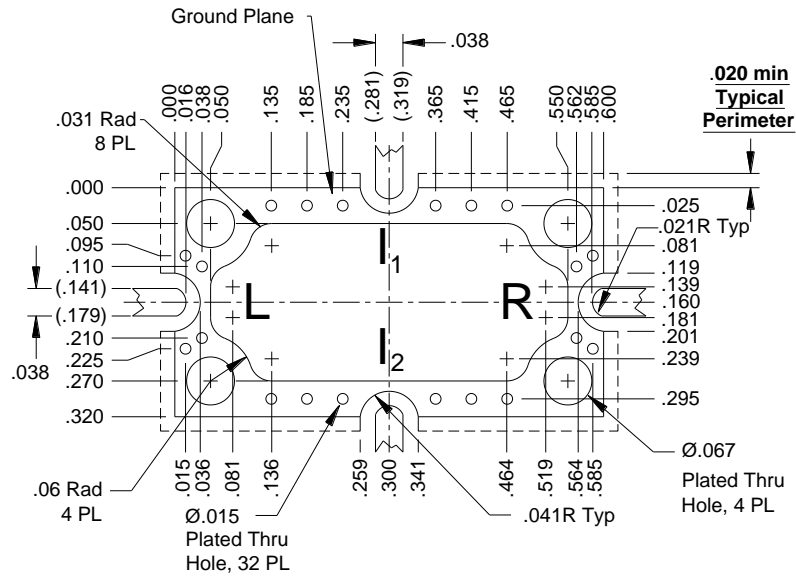 Ground Plane
.038
.020 min
Typical
Perimeter
.000
.016
.038
.050
.135
.185
.235
(.281)
(.319)
.365
.415
.465
.550
.562
.585
.600
.031 Rad
8 PL
.000
.050
.095
.110
(.141)
(.179)
.210
.225
.270
.320
.038
.025
.021R Typ
.081
.119
.139
.160
.181
.201
.239
.295
I1
L
R
I2
.015
.036
.081
.136
.259
.300
.341
.464
.519
.564
.585
.06 Rad
4 PL
Ø.015
Plated Thru
Hole, 32 PL
.041R Typ
Ø.067
Plated Thru
Hole, 4 PL